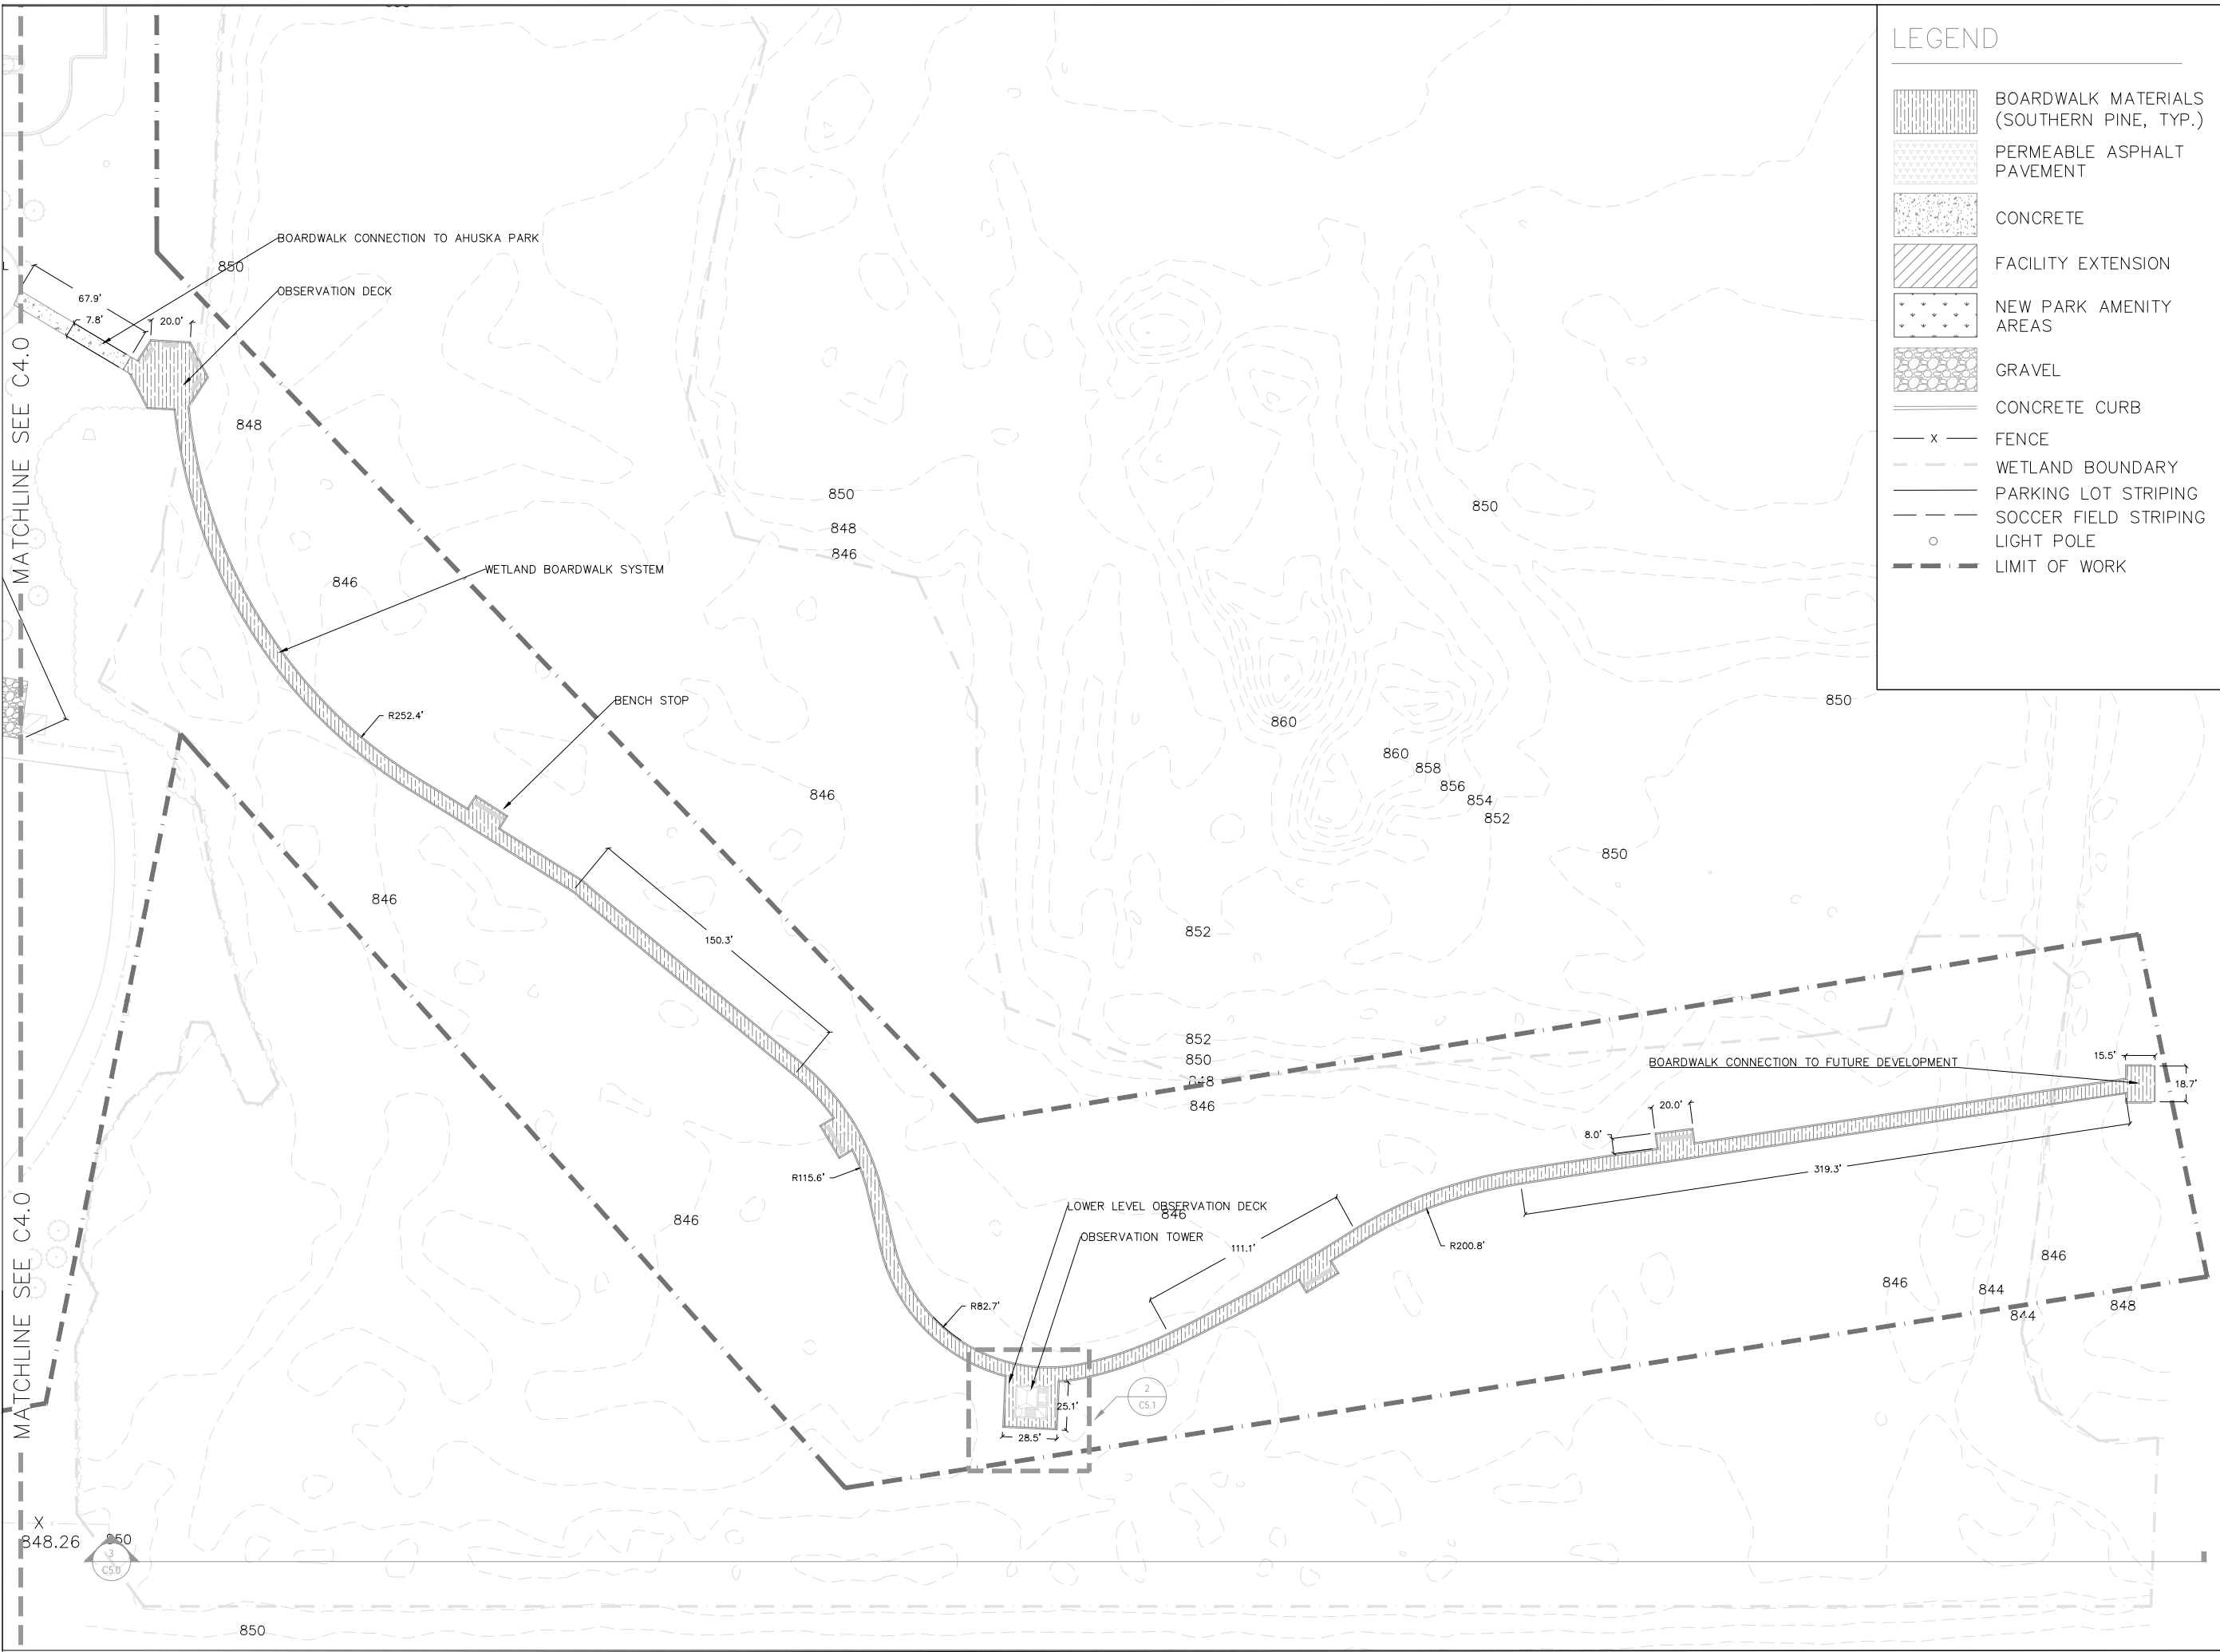 LEGEND
BOARDWALK MATERIALS
(SOUTHERN PINE, TYP.)
PERMEABLE ASPHALT
PAVEMENT
CONCRETE
FACILITY EXTENSION
NEW PARK AMENITY
AREAS
GRAVEL
CONCRETE CURB
X FENCE
WETLAND BOUNDARY
PARKING LOT STRIPING
SOCCER FIELD STRIPING
LIGHT POLE
LIMIT OF WORK
BOARDWALK CONNECTION TO AHUSKA PARK
850
OBSERVATION DECK
67.9'
7.8'
20.0'
MATCHLINE SEE C4.0
848
850
848
846
850
WETLAND BOARDWALK SYSTEM
846
BENCH STOP
R252.4'
850
860
860
858
856
854
852
846
850
846
852
150.3'
852
850
848
846
BOARDWALK CONNECTION TO FUTURE DEVELOPMENT
15.5'
18.7'
20.0'
8.0'
319.3'
R115.6'
LOWER LEVEL OBSERVATION DECK
846
OBSERVATION TOWER
846
111.1'
R200.8'
846
846
844
844
848
R82.7'
MATCHLINE SEE C4.0
2
C5.1
25.1'
28.5'
X
848.26
850
3
C5.0
850